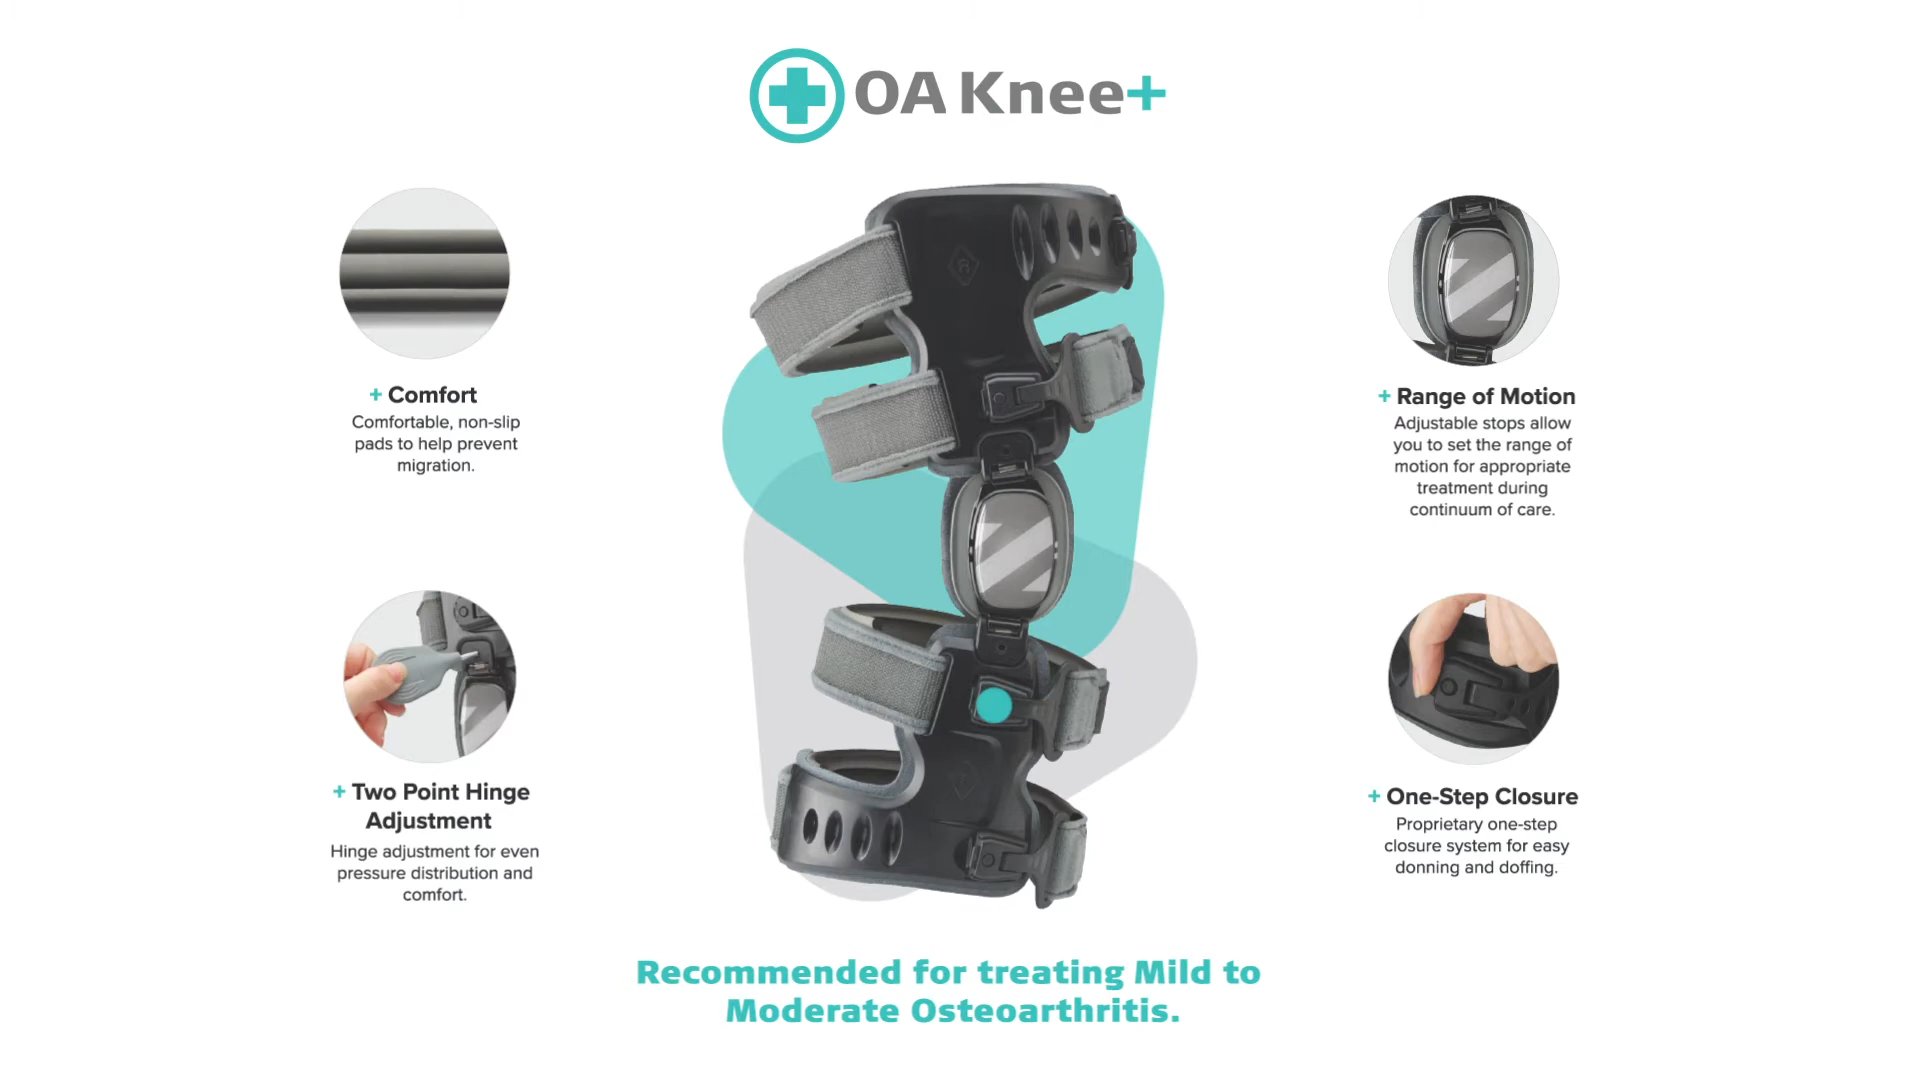 OA Knee+
+ Comfort
Comfortable, non-slip
pads to help prevent
migration.
+ Range of Motion
Adjustable stops allow
you to set the range of
motion for appropriate
treatment during
continuum of care.
+ Two Point Hinge
Adjustment
Hinge adjustment for even
pressure distribution and
comfort.
+ One-Step Closure
Proprietary one-step
closure system for easy
donning and doffing.
Recommended for treating Mild to
Moderate Osteoarthritis.